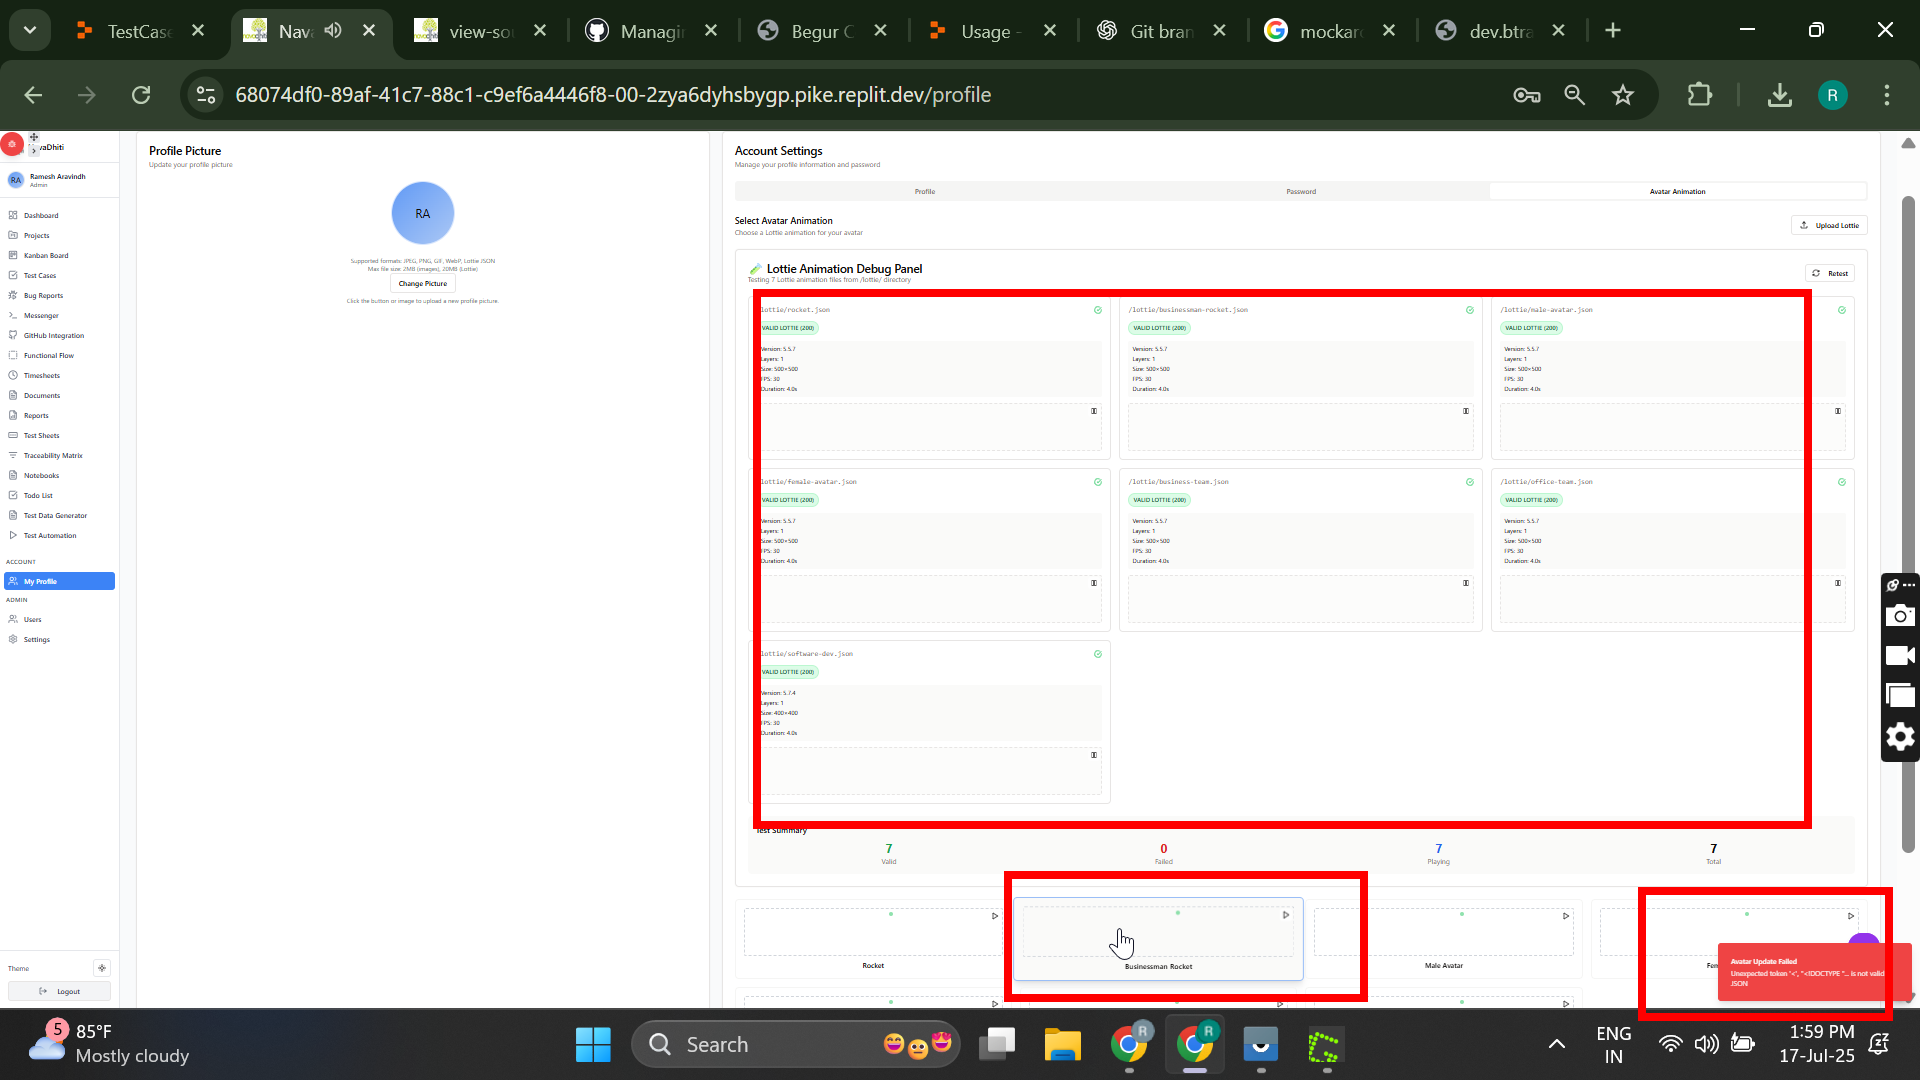 TestCas
Nav
view-so
Managin
Begur C
Usage -
Git bran
mockar
dev.btra
68074df0-89af-41c7-88c1-c9ef6a4446f8-00-2zya6dyhsbygp.pike.replit.dev/profile
R
vaDhiti
RA
Ramesh Aravindh
Admin
Dashboard
Projects
Kanban Board
Test Cases
Bug Reports
Messenger
GitHub Integration
Functional Flow
Timesheets
Documents
Reports
Test Sheets
Traceability Matrix
Notebooks
Todo List
Test Data Generator
Test Automation
ACCOUNT
My Profile
ADMIN
Users
Settings
Theme
Logout
Profile Picture
Update your profile picture
RA
Supported formats: JPEG, PNG, GIF, WebP, Lottie JSON
Max file size: 2MB (images), 20MB (Lottie)
Change Picture
Click the button or image to upload a new profile picture.
Account Settings
Manage your profile information and password
Profile
Password
Avatar Animation
Select Avatar Animation
Choose a Lottie animation for your avatar
Upload Lottie
Lottie Animation Debug Panel
Testing 7 Lottie animation files from /lottie/ directory
Retest
lottie/rocket.json
VALID LOTTIE (200)
Version: 5.5.7
Layers: 1
Size: 500×500
FPS: 30
Duration: 4.0s
/lottie/businessman-rocket.json
VALID LOTTIE (200)
Version: 5.5.7
Layers: 1
Size: 500×500
FPS: 30
Duration: 4.0s
/lottie/male-avatar.json
VALID LOTTIE (200)
Version: 5.5.7
Layers: 1
Size: 500×500
FPS: 30
Duration: 4.0s
lottie/female-avatar.json
VALID LOTTIE (200)
Version: 5.5.7
Layers: 1
Size: 500×500
FPS: 30
Duration: 4.0s
/lottie/business-team.json
VALID LOTTIE (200)
Version: 5.5.7
Layers: 1
Size: 500×500
FPS: 30
Duration: 4.0s
/lottie/office-team.json
VALID LOTTIE (200)
Version: 5.5.7
Layers: 1
Size: 500×500
FPS: 30
Duration: 4.0s
lottie/software-dev.json
VALID LOTTIE (200)
Version: 5.7.4
Layers: 1
Size: 400×400
FPS: 30
Duration: 4.0s
Test Summary
7
Valid
0
Failed
7
Playing
7
Total
Rocket
Businessman Rocket
Male Avatar
Fem
Avatar Update Failed
Unexpected token '<', "<!DOCTYPE "... is not valid
JSON
5
85°F
Mostly cloudy
Search
R
R
ENG
IN
1:59 PM
17-Jul-25